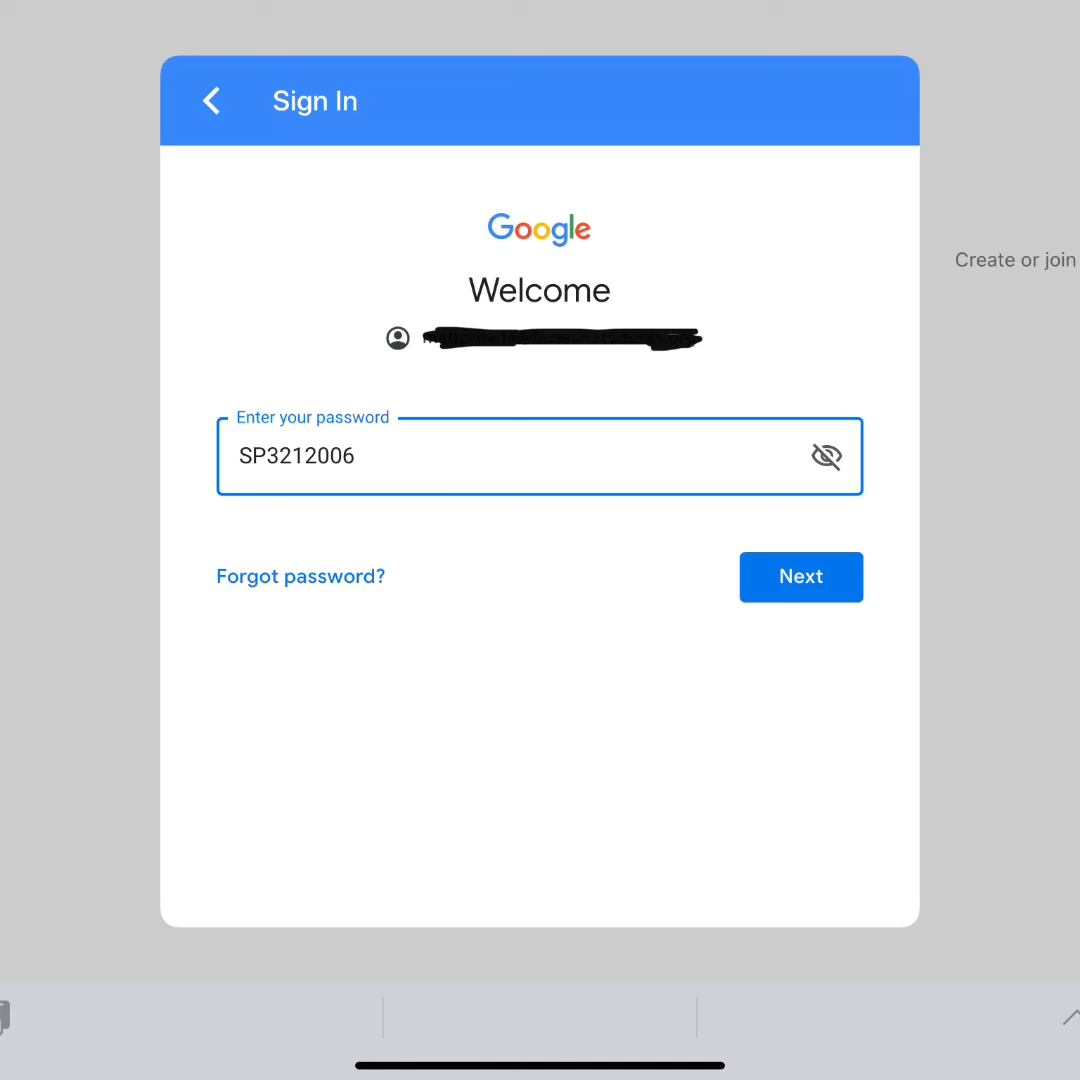 Sign In
Google
Welcome
Create or join
Enter your password
SP3212006
Forgot password?
Next